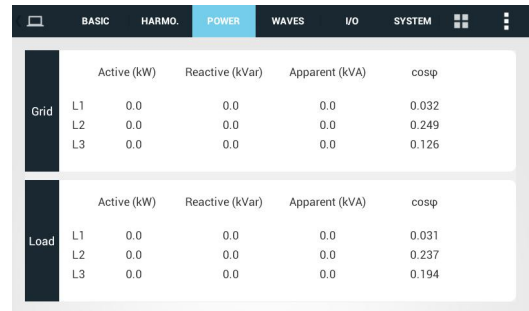 BASIC HARMO. POWER WAVES I/O SYSTEM
Active (kW) Reactive (kVar) Apparent (kVA) cosφ
Grid
L1 0.0 0.0 0.0 0.032
L2 0.0 0.0 0.0 0.249
L3 0.0 0.0 0.0 0.126
Active (kW) Reactive (kVar) Apparent (kVA) cosφ
Load
L1 0.0 0.0 0.0 0.031
L2 0.0 0.0 0.0 0.237
L3 0.0 0.0 0.0 0.194